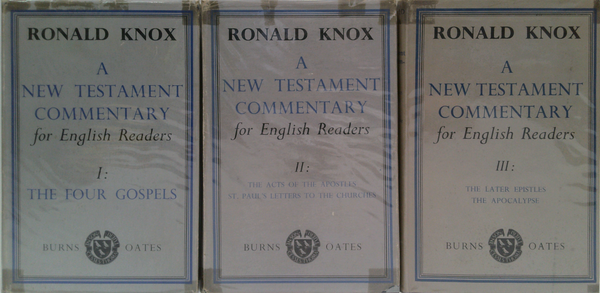 RONALD KNOX
A
NEW TESTAMENT
COMMENTARY
for English Readers
I:
THE FOUR GOSPELS
BURNS OATES
RONALD KNOX
A
NEW TESTAMENT
COMMENTARY
for English Readers
II:
THE ACTS OF THE APOSTLES
ST. PAUL'S LETTERS TO THE CHURCHES
BURNS OATES
RONALD KNOX
A
NEW TESTAMENT
COMMENTARY
for English Readers
III:
THE LATER EPISTLES
THE APOCALYPSE
BURNS OATES